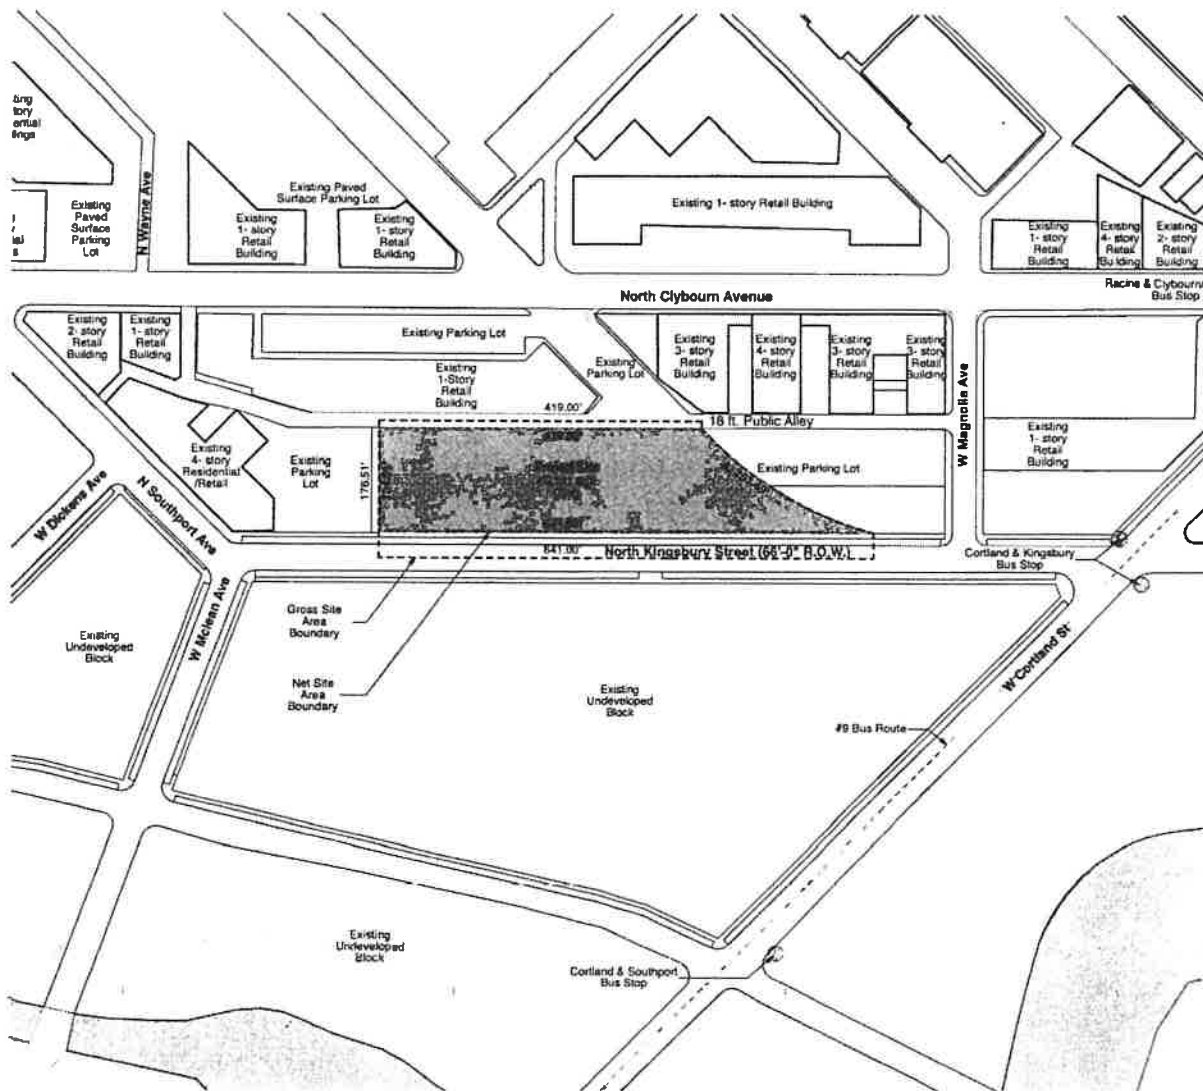 ting
tory
ential
lings
N Wayne Ave
Existing
Paved
Surface
Parking
Lot
Existing Paved
Surface Parking Lot
Existing
1- story
Retail
Building
Existing
1- story
Retail
Building
Existing 1- story Retail Building
Existing
1- story
Retail
Building
Existing
4- story
Retail
Building
Existing
2- story
Retail
Building
Racine & Clybourn
Bus Stop
North Clybourn Avenue
Existing
2- story
Retail
Building
Existing
1- story
Retail
Building
Existing Parking Lot
Existing
1-Story
Retail
Building
Existing
Parking Lot
Existing
3- story
Retail
Building
Existing
4- story
Retail
Building
Existing
3- story
Retail
Building
Existing
3- story
Retail
Building
W Magnolia Ave
419.00'
18 ft. Public Alley
Existing
1- story
Retail
Building
Existing
4- story
Residential
/Retail
Existing
Parking
Lot
176.51'
Existing Parking Lot
W Dickens Ave
N Southport Ave
641.00'
North Kingsbury Street (66'-0" R.O.W.)
Cortland & Kingsbury
Bus Stop
W Mclean Ave
Gross Site
Area
Boundary
Existing
Undeveloped
Block
Net Site
Area
Boundary
Existing
Undeveloped
Block
W Cortland St
#9 Bus Route
Existing
Undeveloped
Block
Cortland & Southport
Bus Stop